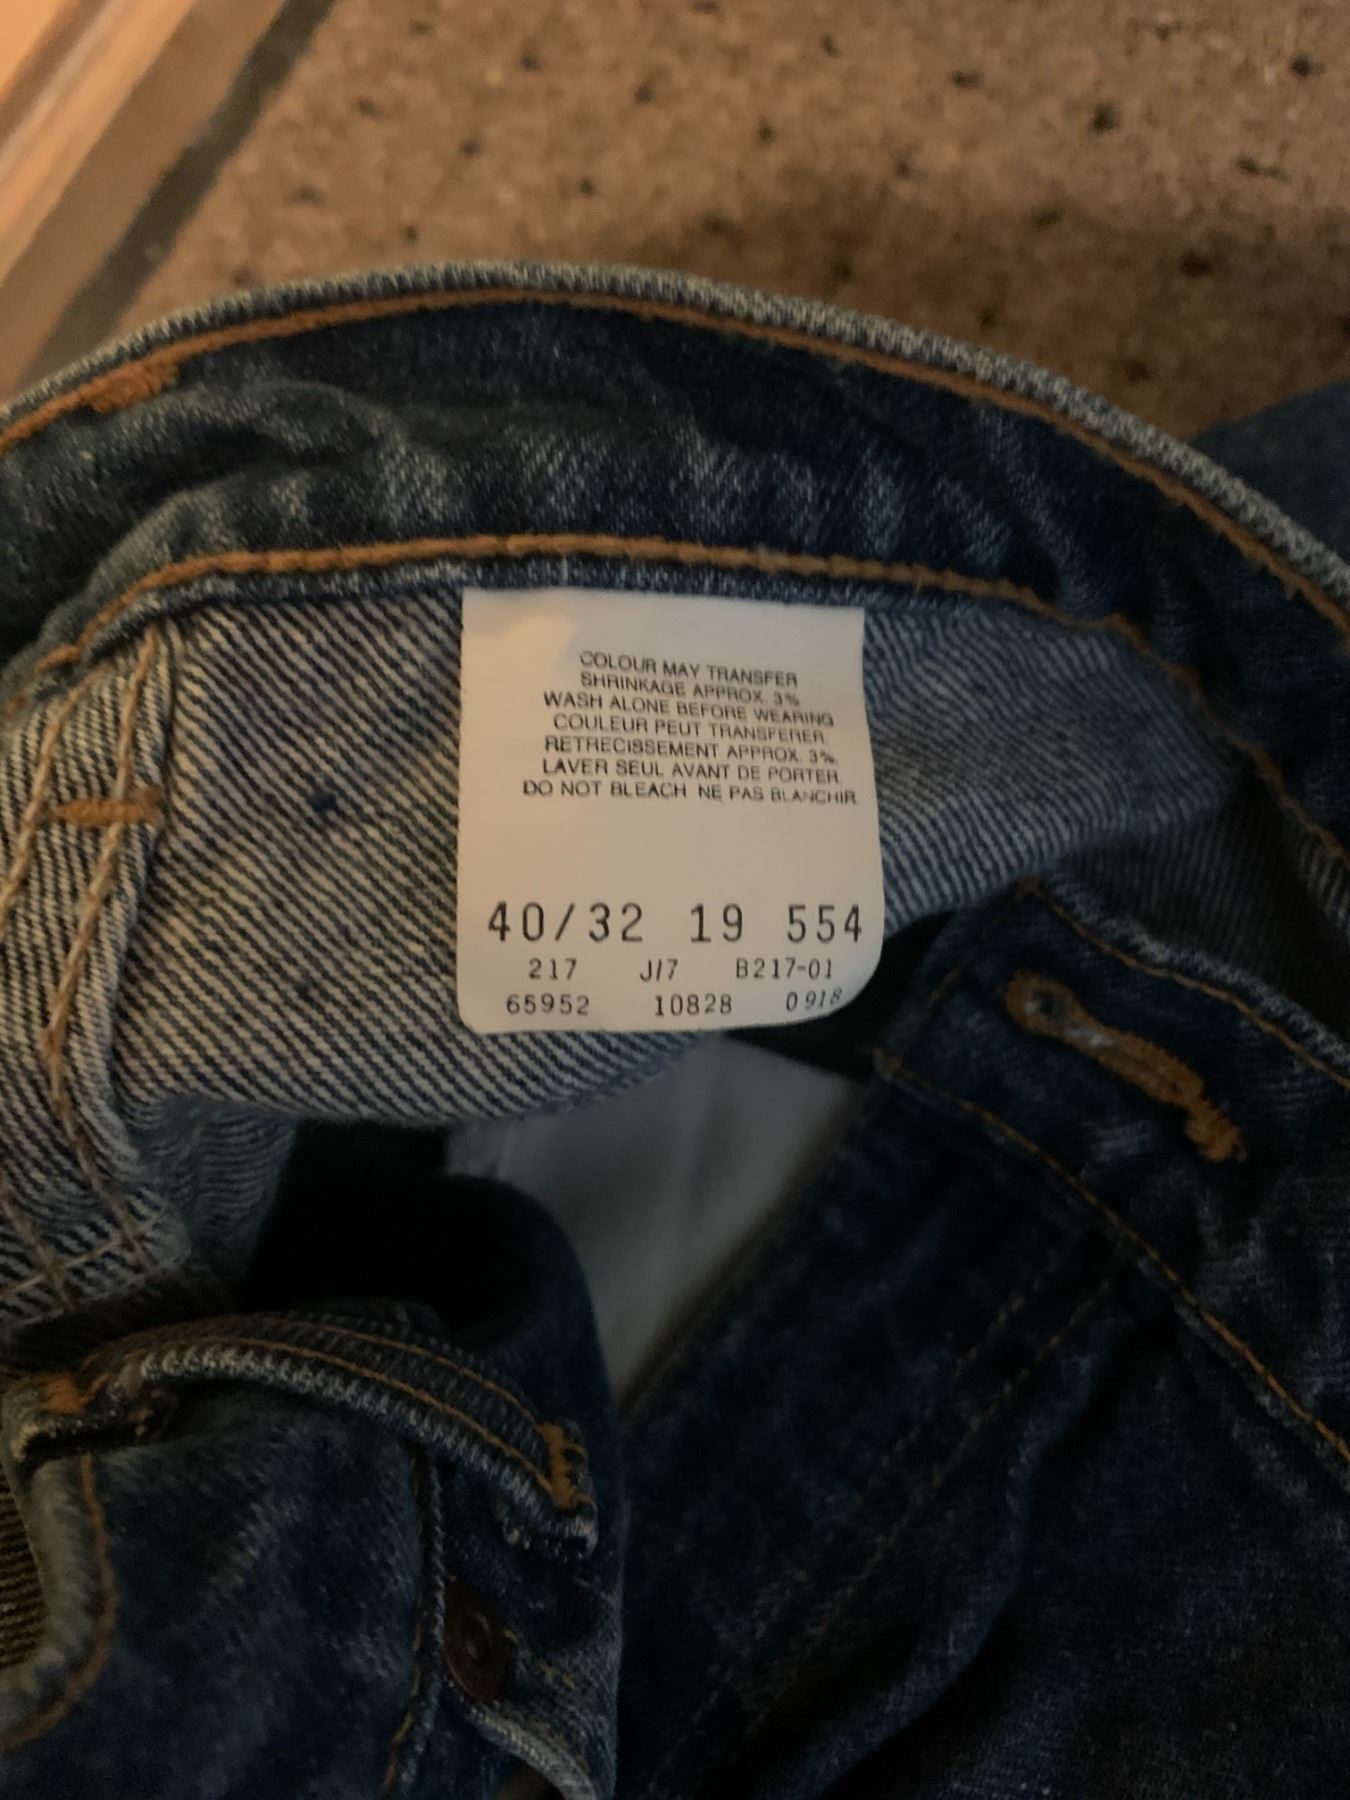 COLOUR MAY TRANSFER
SHRINKAGE APPROX. 3%
WASH ALONE BEFORE WEARING
COULEUR PEUT TRANSFERER.
RETRECISSEMENT APPROX. 3%.
LAVER SEUL AVANT DE PORTER.
DO NOT BLEACH NE PAS BLANCHIR
40/32 19 554
217 J/7 B217-01
65952 10828 0918